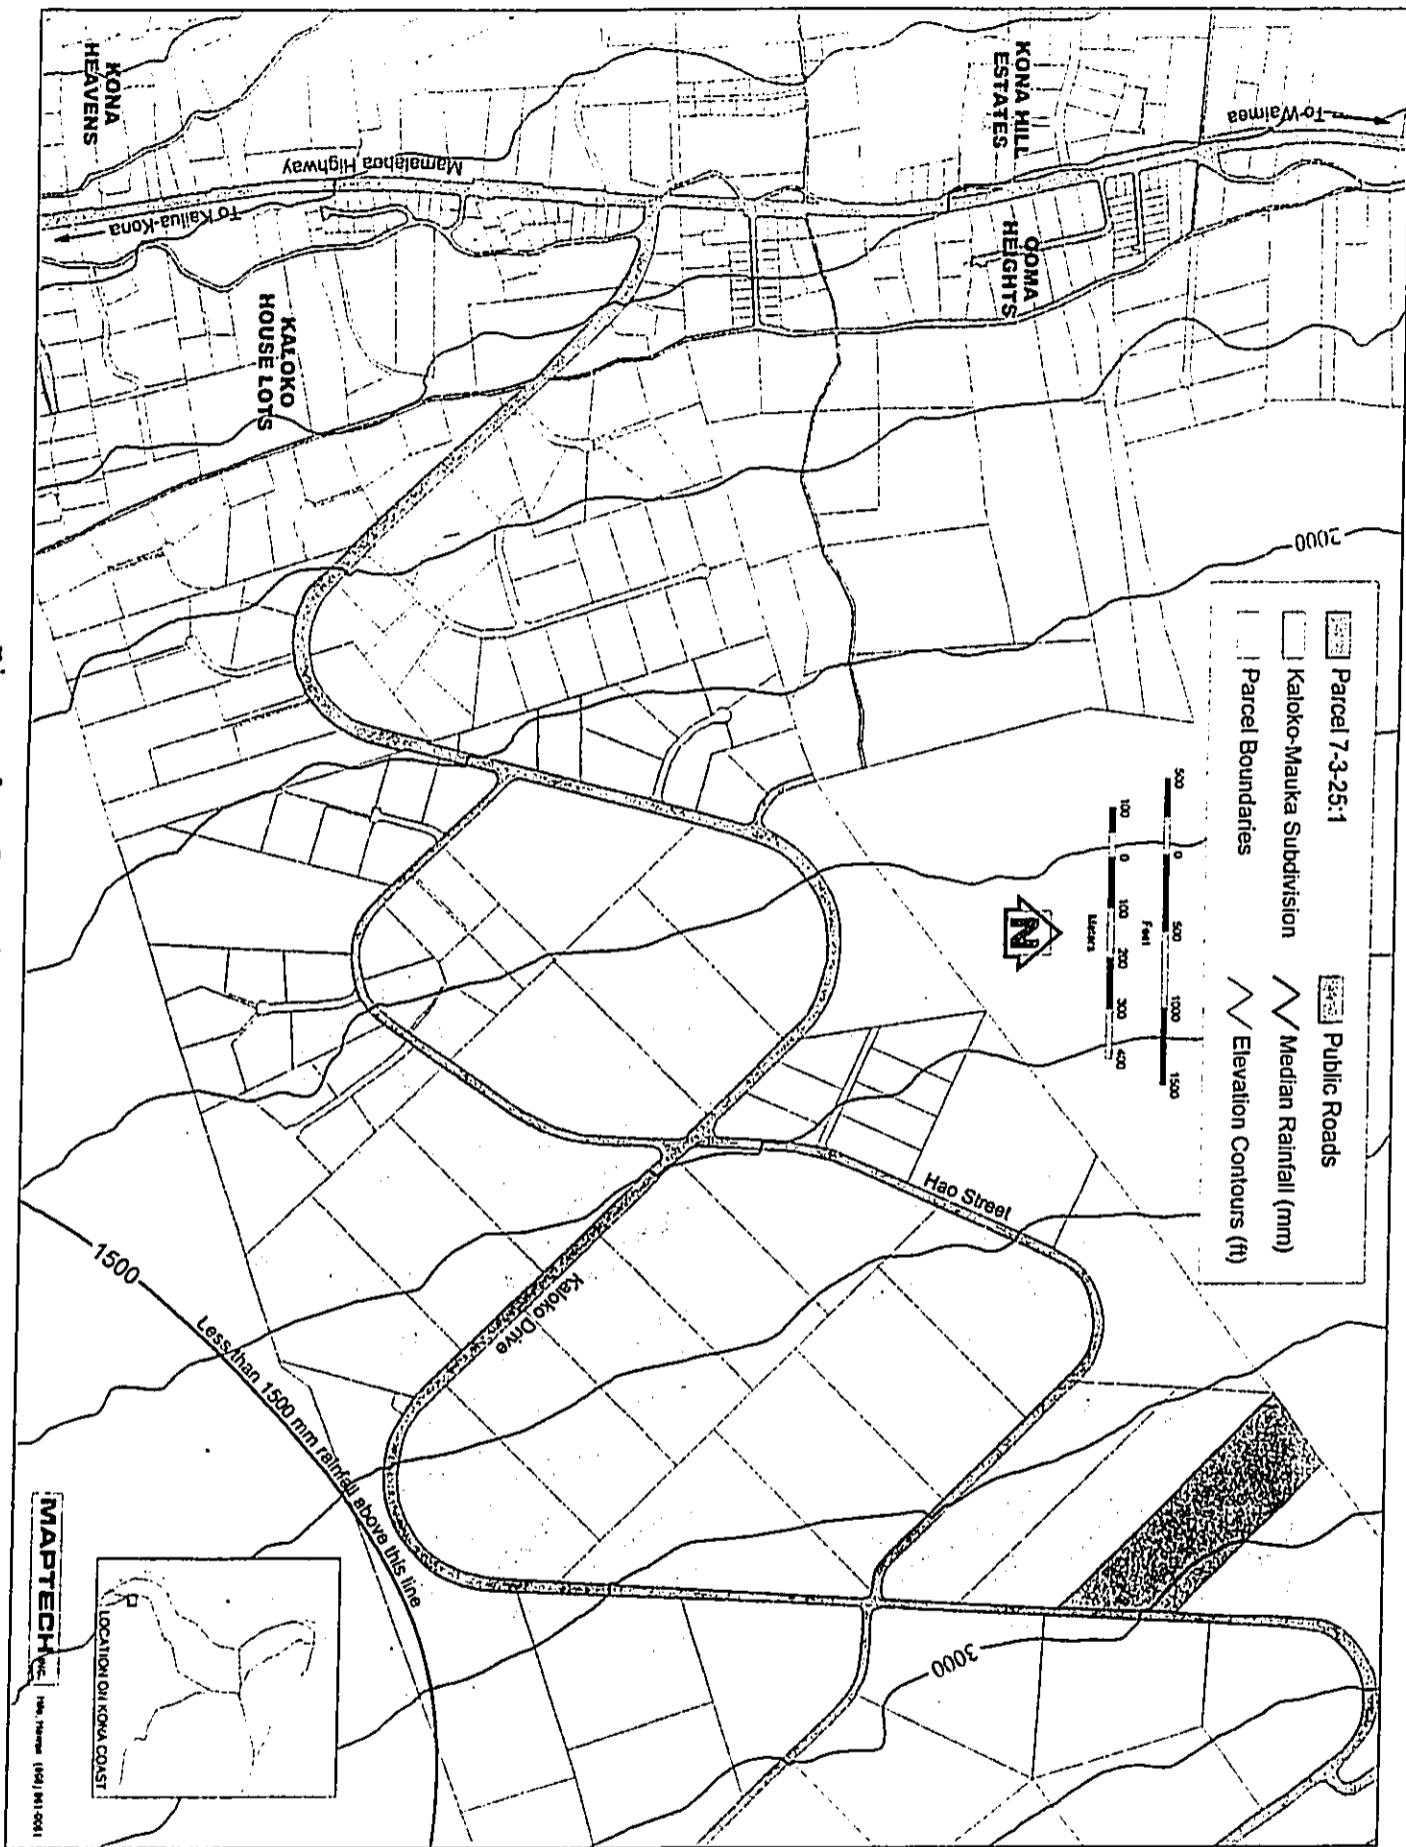 KONA
HEAVENS
KONA HILL
ESTATES
To Waimea
Mamalahoa Highway
To Kailua-Kona
OOMA
HEIGHTS
KALOKO
HOUSE LOTS
2000
Parcel 7-3-25:1
Public Roads
Kaloko-Mauka Subdivision
Median Rainfall (mm)
Parcel Boundaries
Elevation Contours (ft)
500 0 500 1000 1500
Feet
100 0 100 200 300 400
Meters
N
Hao Street
Kaloko Drive
1500
Less than 1500 mm rainfall above this line
3000
LOCATION ON KONA COAST
MAPTECH INC.